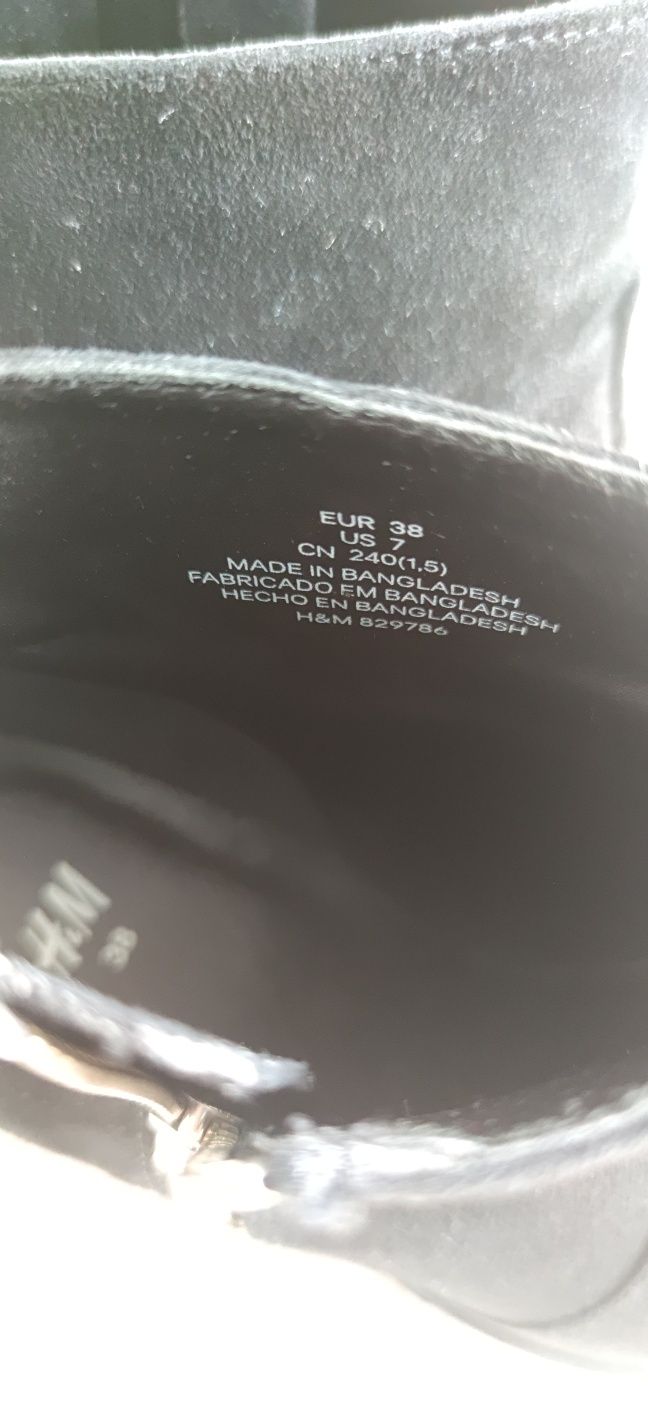 EUR 38
US 7
CN 240(1,5)
MADE IN BANGLADESH
FABRICADO EM BANGLADESH
HECHO EN BANGLADESH
H&M 829786
H&M
38